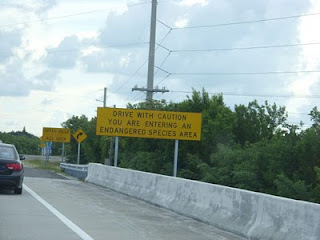 DRIVE WITH CAUTION
YOU ARE ENTERING AN
ENDANGERED SPECIES AREA